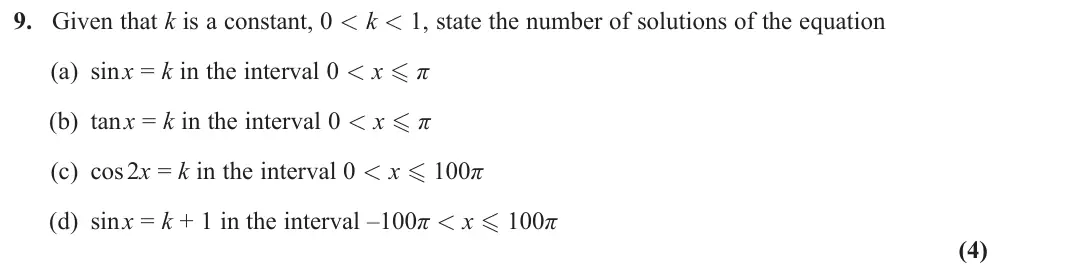 9. Given that k is a constant, 0 < k < 1, state the number of solutions of the equation
(a) sin x = k in the interval 0 < x ⩽ π
(b) tan x = k in the interval 0 < x ⩽ π
(c) cos 2x = k in the interval 0 < x ⩽ 100π
(d) sin x = k + 1 in the interval –100π < x ⩽ 100π
(4)